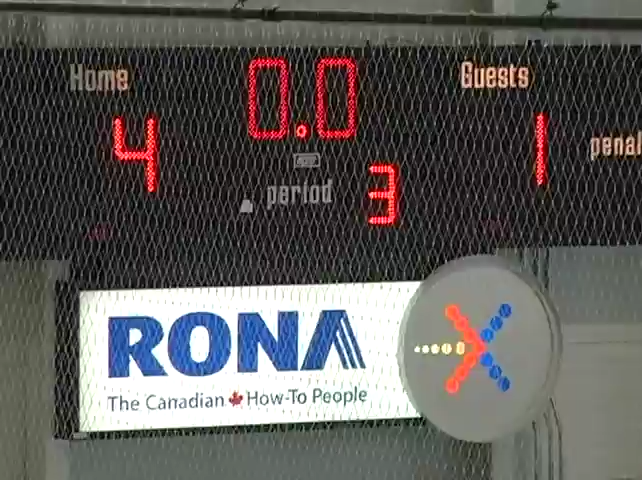 Home 0.0 Guests
4 1 penal
period 3
RONA
The Canadian How-To People